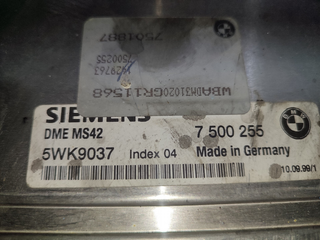 7501887
7500255
WBADM31020GR11568
SIEMENS
DME MS42 7 500 255
5WK9037 Index 04 Made in Germany
10.09.99/1